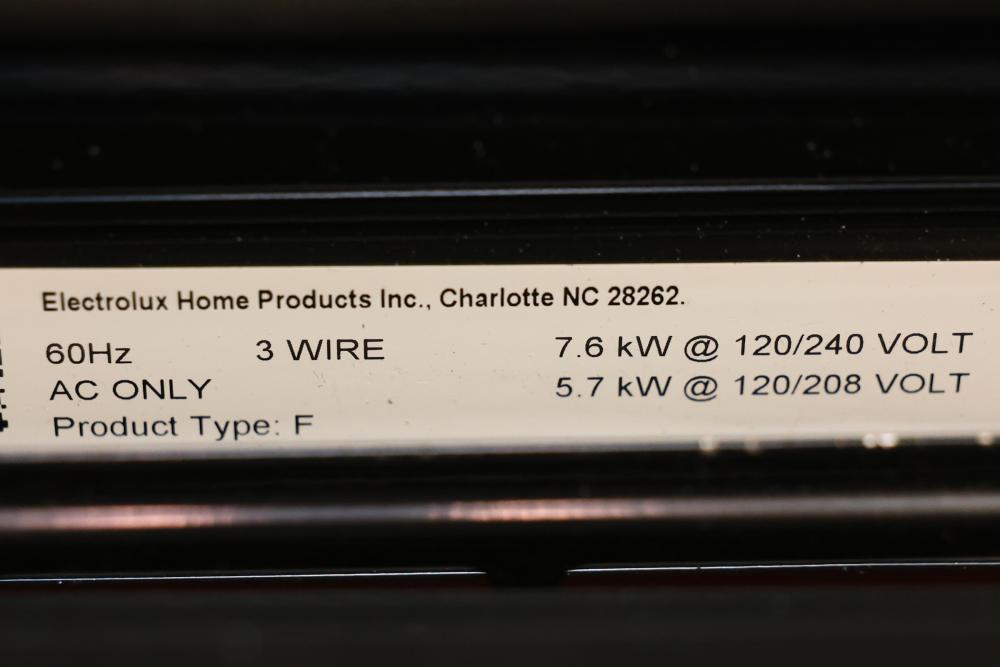 Electrolux Home Products Inc., Charlotte NC 28262.
60Hz 3 WIRE 7.6 kW @ 120/240 VOLT
AC ONLY 5.7 kW @ 120/208 VOLT
Product Type: F